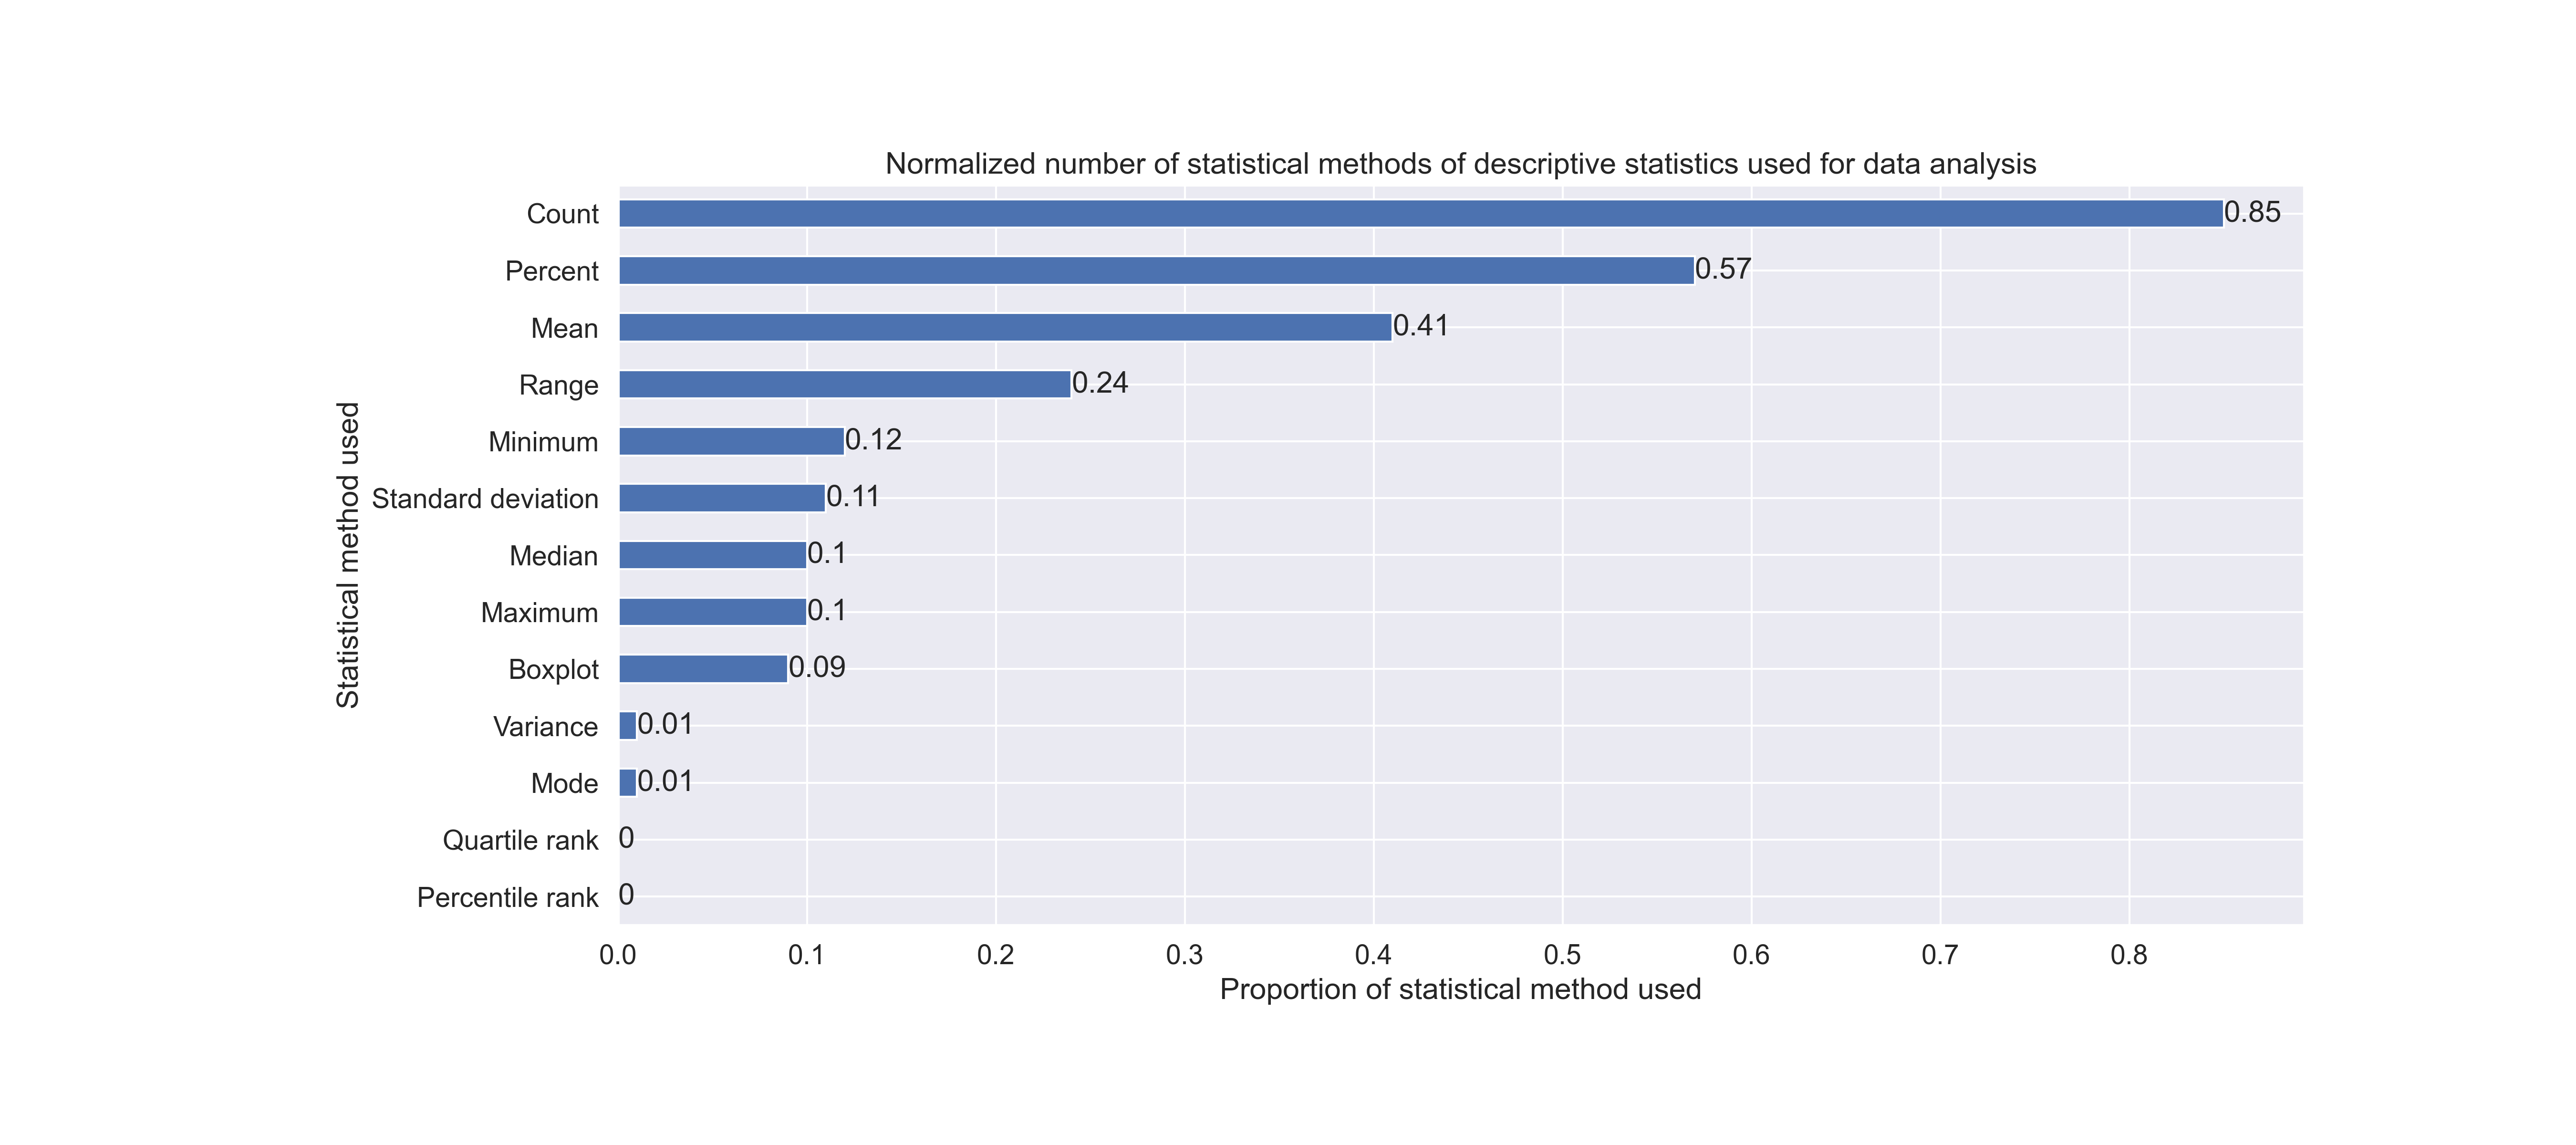 Normalized number of statistical methods of descriptive statistics used for data analysis
Statistical method used
Count 0.85
Percent 0.57
Mean 0.41
Range 0.24
Minimum 0.12
Standard deviation 0.11
Median 0.1
Maximum 0.1
Boxplot 0.09
Variance 0.01
Mode 0.01
Quartile rank 0
Percentile rank 0
0.0 0.1 0.2 0.3 0.4 0.5 0.6 0.7 0.8
Proportion of statistical method used